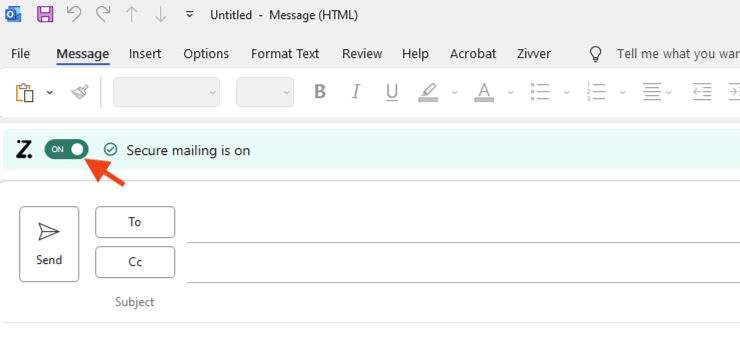 Untitled - Message (HTML)
File Message Insert Options Format Text Review Help Acrobat Zivver Tell me what you
B I U A
Z. ON Secure mailing is on
To
Send Cc
Subject